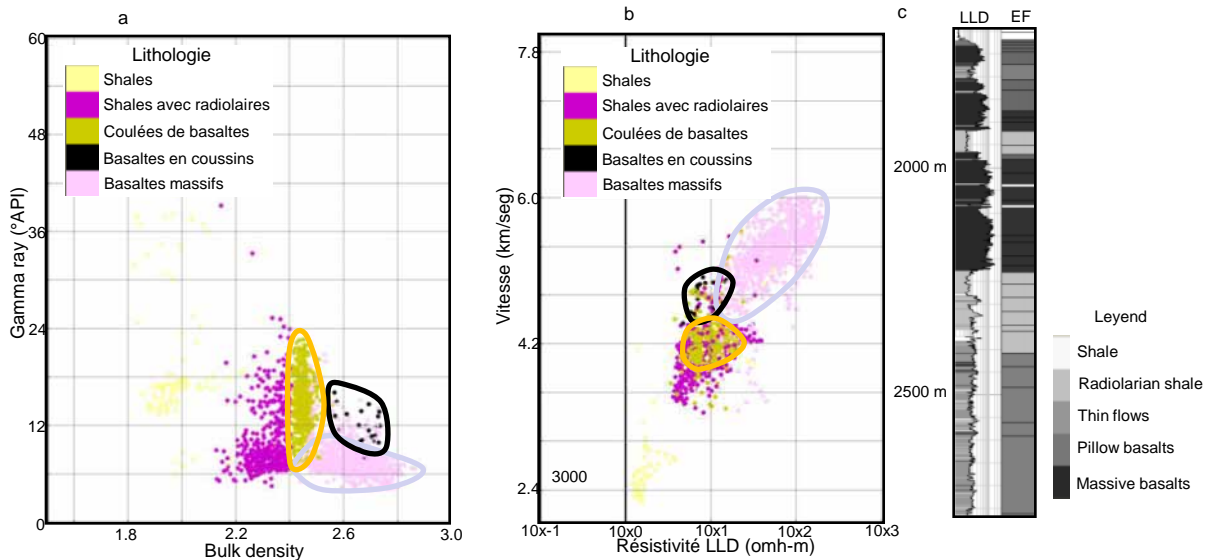 a
Gamma ray (°API)
60
48
36
24
12
0
Lithologie
Shales
Shales avec radiolaires
Coulées de basaltes
Basaltes en coussins
Basaltes massifs
1.8
2.2
2.6
3.0
Bulk density
b
Vitesse (km/seg)
7.8
6.0
4.2
2.4
Lithologie
Shales
Shales avec radiolaires
Coulées de basaltes
Basaltes en coussins
Basaltes massifs
3000
10x-1
10x0
10x1
10x2
10x3
Résistivité LLD (omh-m)
c
LLD
EF
2000 m
2500 m
Leyend
Shale
Radiolarian shale
Thin flows
Pillow basalts
Massive basalts